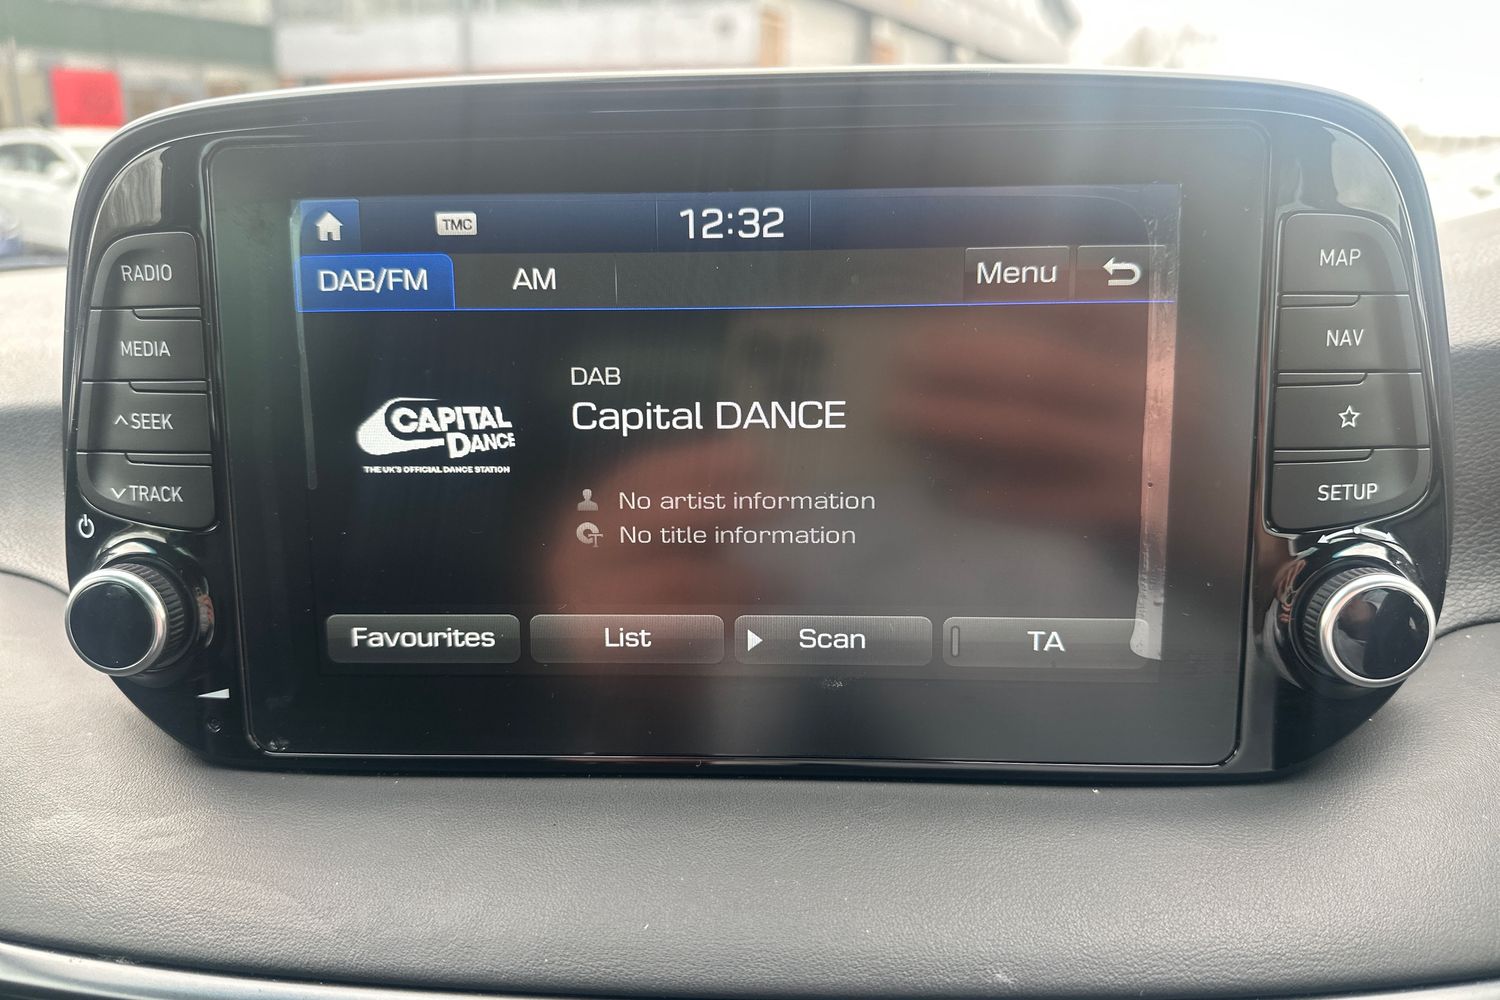 TMC
12:32
DAB/FM
AM
Menu
RADIO
MEDIA
SEEK
TRACK
DAB
Capital DANCE
CAPITAL
DANCE
THE UK'S OFFICIAL DANCE STATION
No artist information
No title information
Favourites
List
Scan
TA
MAP
NAV
SETUP